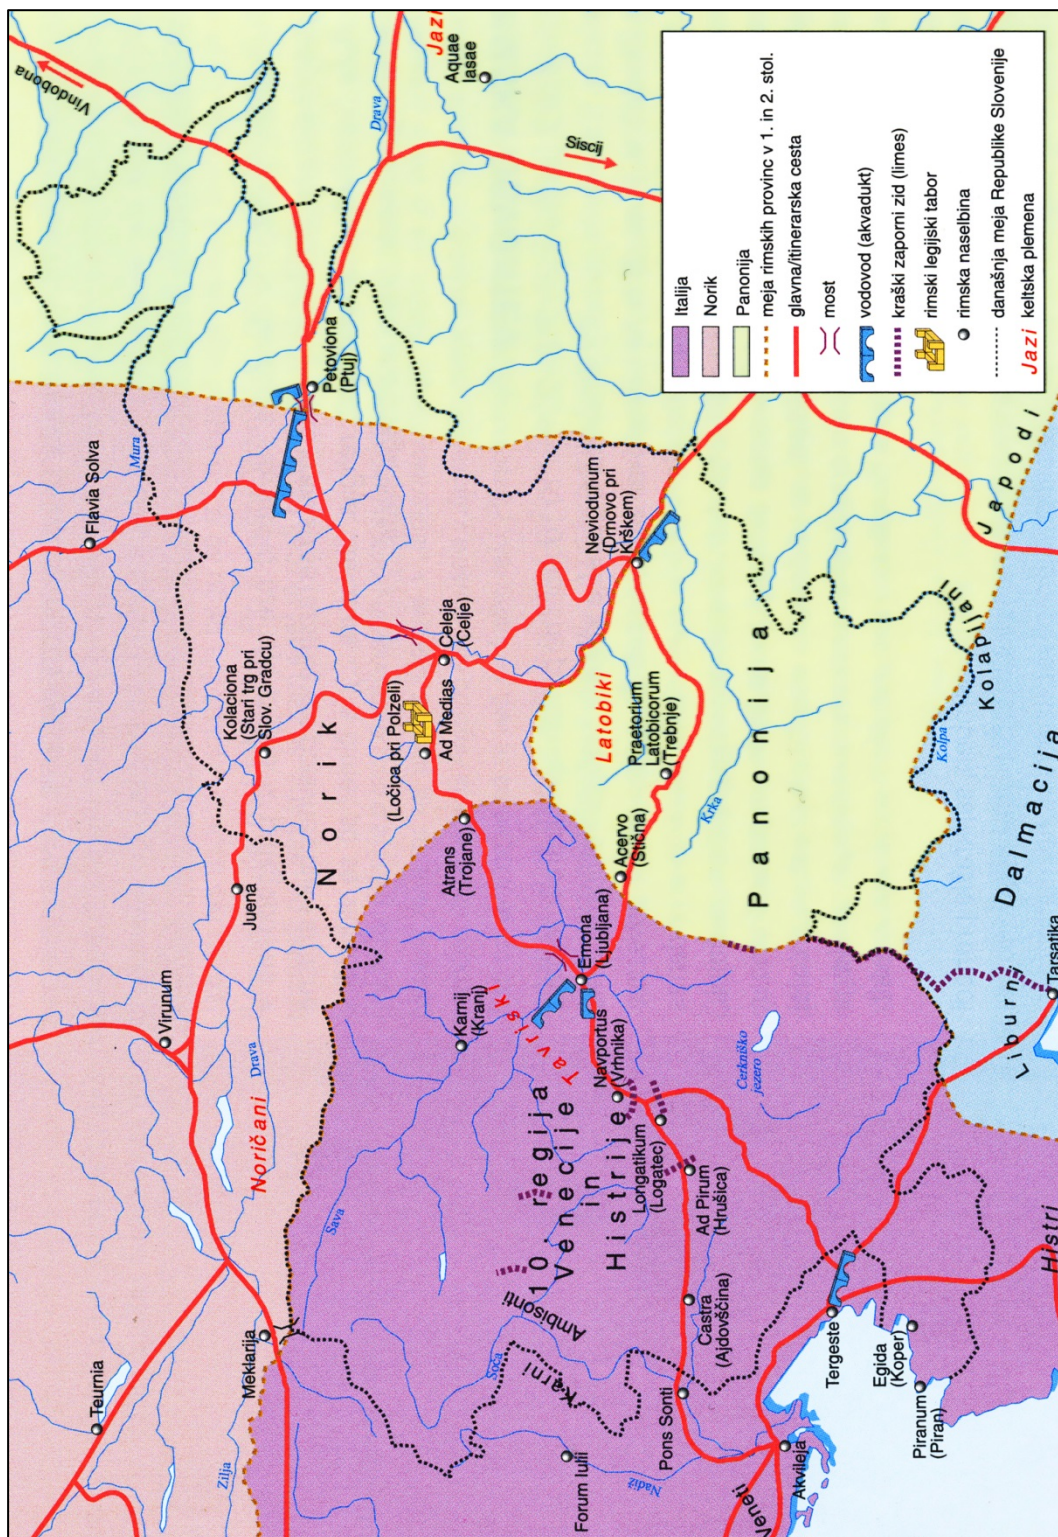 Vindobona
Jazi
Aquae
Iasae
Drava
Siscij
Petoviona
(Ptuj)
Mura
Flavia Solva
Neviodunum
(Drnovo pri
Krškem)
Celeja
(Celje)
Kolaciona
(Stari trg pri
Slov. Gradcu)
(Ločica pri Polzeli)
Ad Medias
Norik
Latobiki
Praetorium
Latobicorum
(Trebnje)
Krka
Panonija
Acervo
(Stična)
Atrans
(Trojane)
Juena
Virunum
Drava
Noričani
Emona
(Ljubljana)
Karnij
(Kranj)
Tavriski
Navportus
(Vrhnika)
Cerkniško
jezero
Longatikum
(Logatec)
Ad Pirum
(Hrušica)
10. regija
Venecije
in
Histrije
Sava
Ambisonti
Castra
(Ajdovščina)
Soča
Karni
Meklarija
Teurnia
Zilja
Pons Sonti
Forum Iulii
Nadiž
Akvileja
Veneti
Tergeste
Egida
(Koper)
Piranum
(Piran)
Histri
Tarsatika
Liburni
Dalmacija
Kolpa
Kolapijani
Japodi
Italija
Norik
Panonija
meja rimskih provinc v 1. in 2. stol.
glavna/itinerarska cesta
most
vodovod (akvadukt)
kraški zaporni zid (limes)
rimski legijski tabor
rimska naselbina
današnja meja Republike Slovenije
Jazi keltska plemena